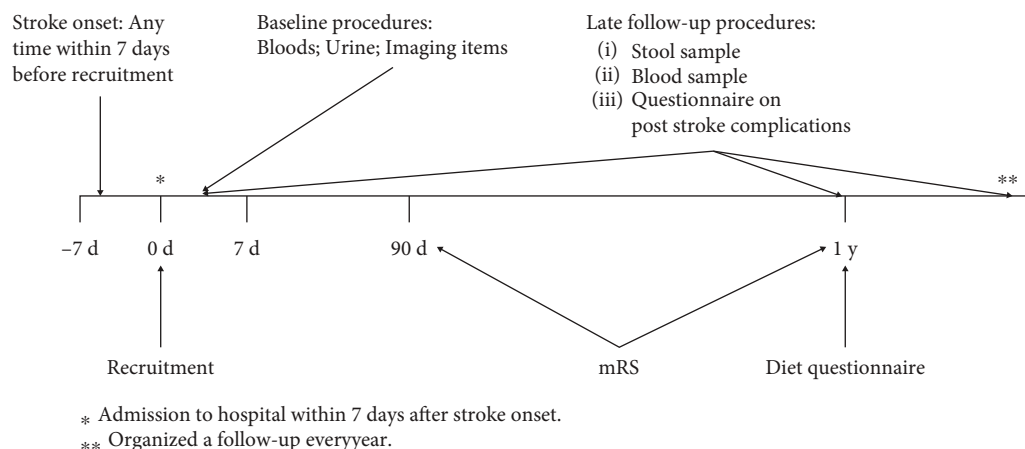 Stroke onset: Any
time within 7 days
before recruitment
Baseline procedures:
Bloods; Urine; Imaging items
Late follow-up procedures:
(i) Stool sample
(ii) Blood sample
(iii) Questionnaire on
post stroke complications
*
**
–7 d
0 d
7 d
90 d
1 y
Recruitment
mRS
Diet questionnaire
* Admission to hospital within 7 days after stroke onset.
** Organized a follow-up everyyear.